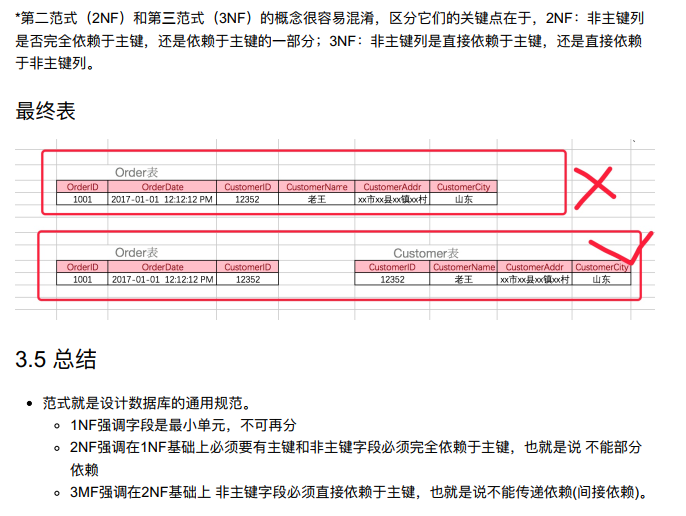 *第二范式（2NF）和第三范式（3NF）的概念很容易混淆，区分它们的关键点在于，2NF：非主键列
是否完全依赖于主键，还是依赖于主键的一部分；3NF：非主键列是直接依赖于主键，还是直接依赖
于非主键列。
最终表
Order表
OrderID OrderDate CustomerID CustomerName CustomerAddr CustomerCity
1001 2017-01-01 12:12:12 PM 12352 老王 xx市xx县xx镇xx村 山东
Order表 Customer表
OrderID OrderDate CustomerID CustomerID CustomerName CustomerAddr CustomerCity
1001 2017-01-01 12:12:12 PM 12352 12352 老王 xx市xx县xx镇xx村 山东
3.5 总结
• 范式就是设计数据库的通用规范。
◦ 1NF强调字段是最小单元，不可再分
◦ 2NF强调在1NF基础上必须要有主键和非主键字段必须完全依赖于主键，也就是说 不能部分
依赖
◦ 3MF强调在2NF基础上 非主键字段必须直接依赖于主键，也就是说不能传递依赖(间接依赖)。